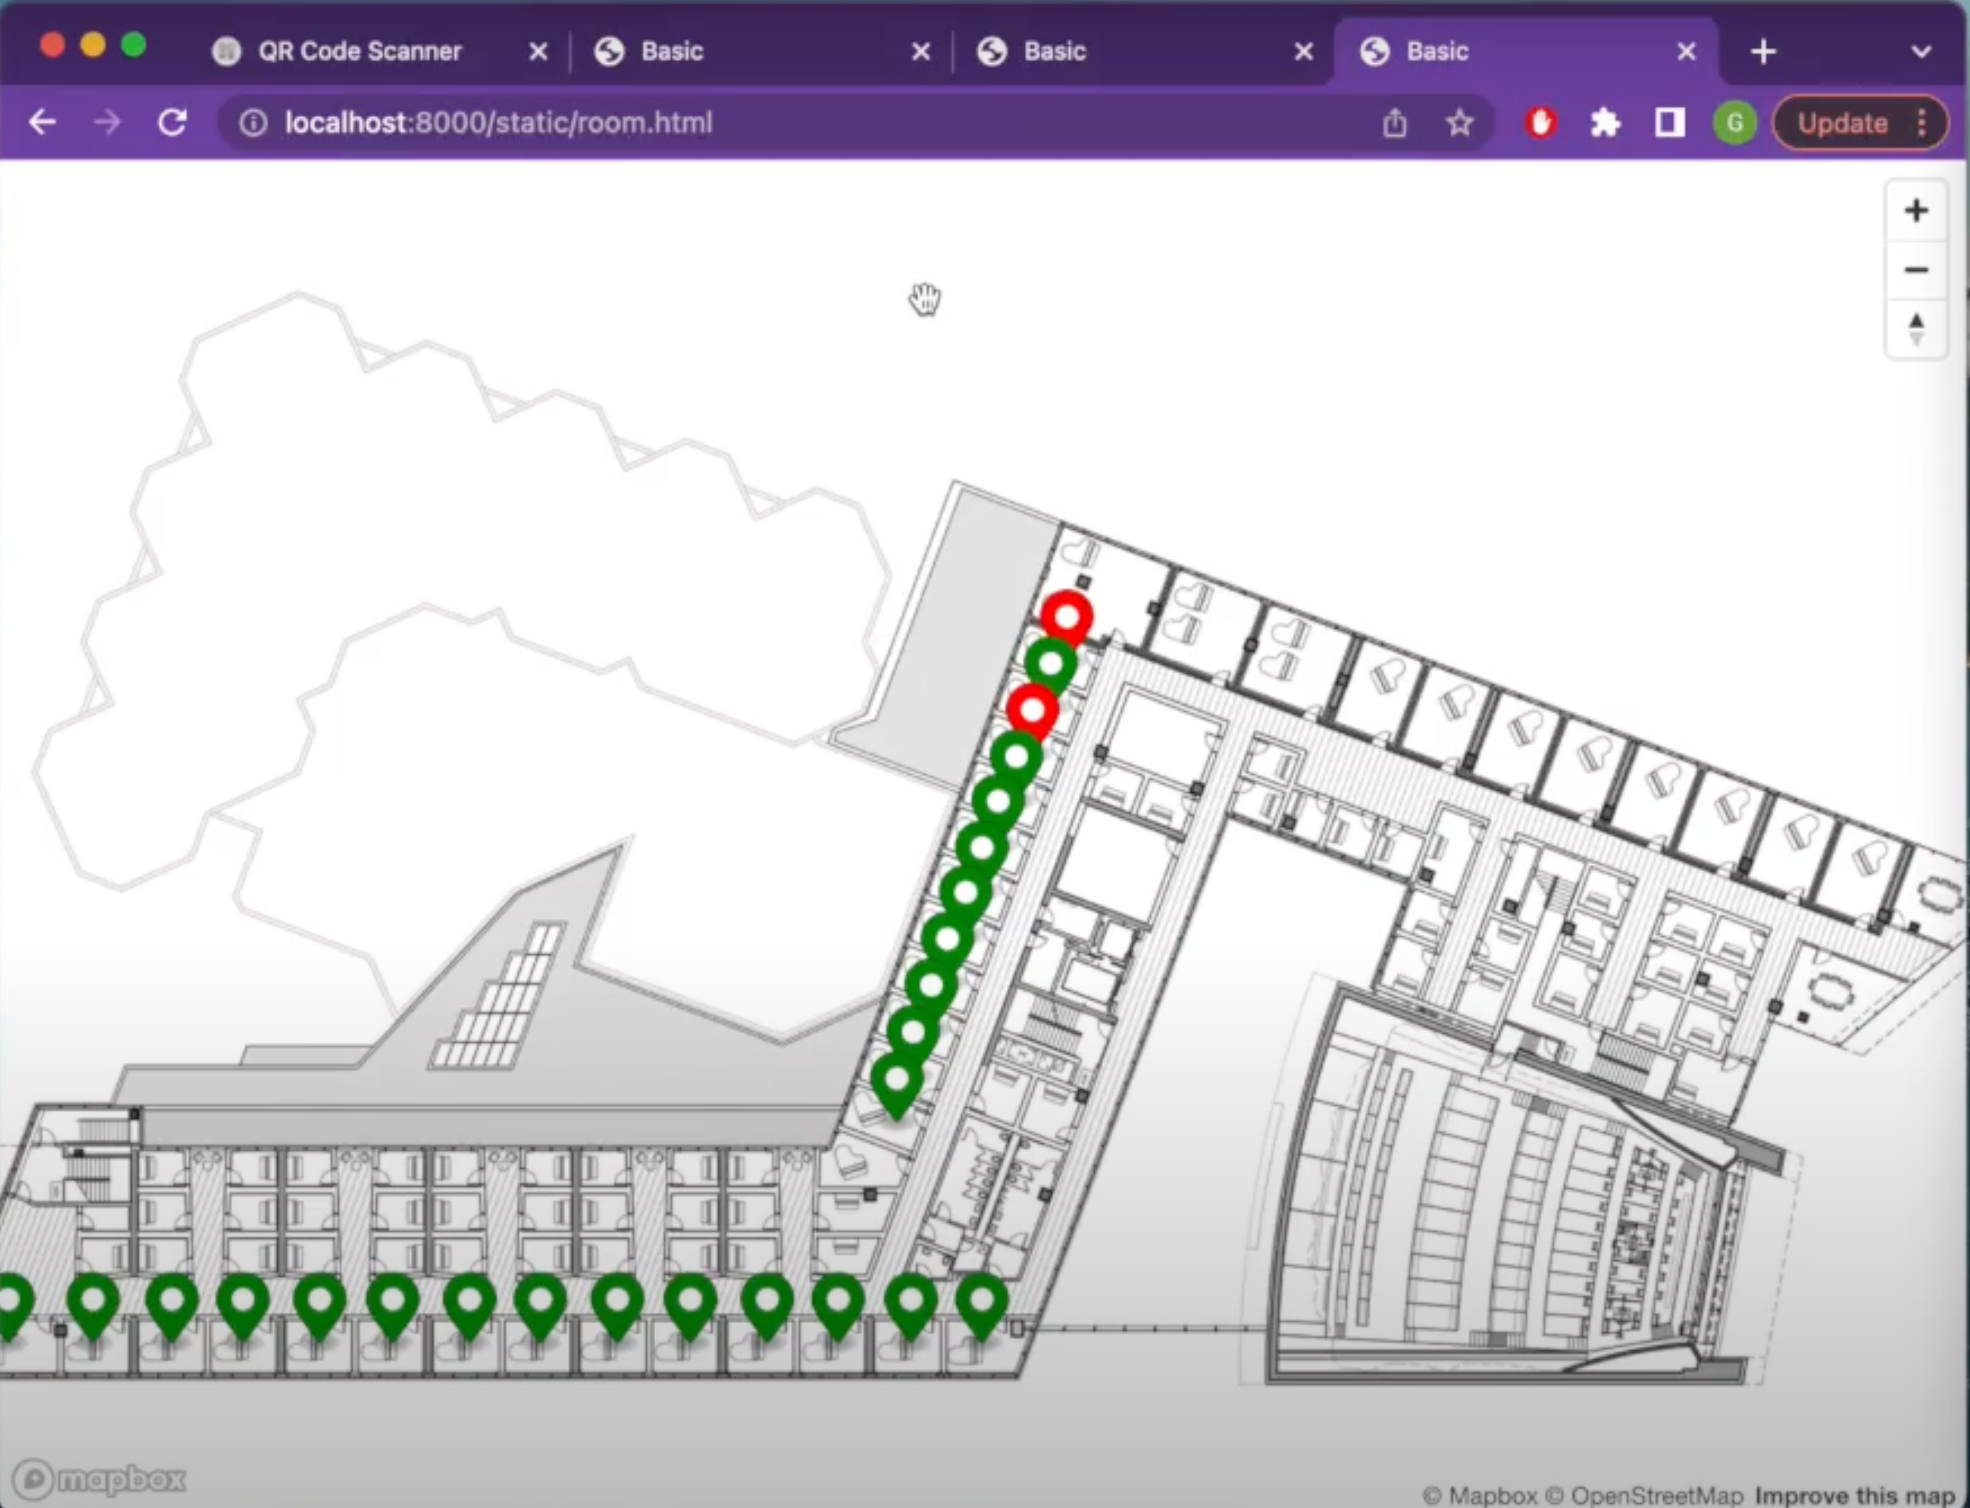 QR Code Scanner
Basic
Basic
Basic
localhost:8000/static/room.html
G
Update
mapbox
© Mapbox © OpenStreetMap Improve this map